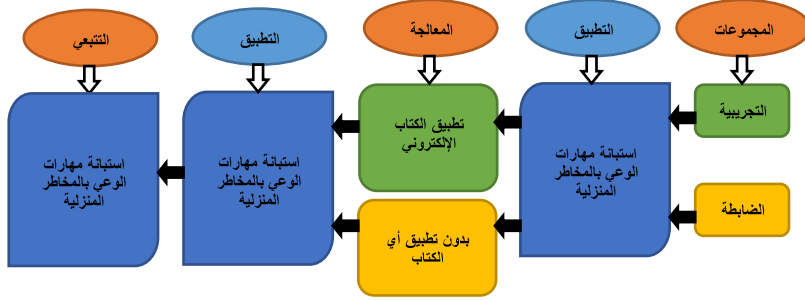 المجموعات
التطبيق
المعالجة
التطبيق
التتبعي
التجريبية
الضابطة
استبانة مهارات
الوعي بالمخاطر
المنزلية
تطبيق الكتاب
الإلكتروني
بدون تطبيق أي
الكتاب
استبانة مهارات
الوعي بالمخاطر
المنزلية
استبانة مهارات
الوعي بالمخاطر
المنزلية